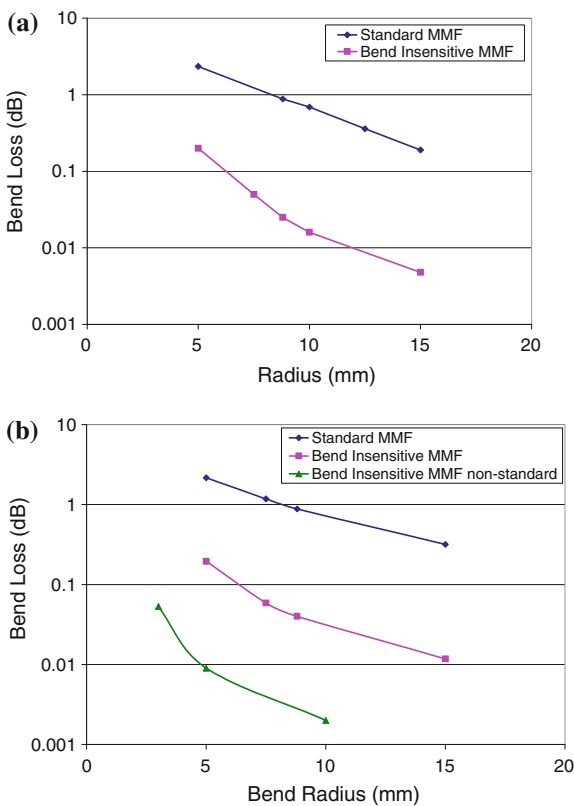 (a)
10
1
0.1
0.01
0.001
Bend Loss (dB)
Standard MMF
Bend Insensitive MMF
0
5
10
15
20
Radius (mm)
(b)
10
1
0.1
0.01
0.001
Bend Loss (dB)
Standard MMF
Bend Insensitive MMF
Bend Insensitive MMF non-standard
0
5
10
15
20
Bend Radius (mm)